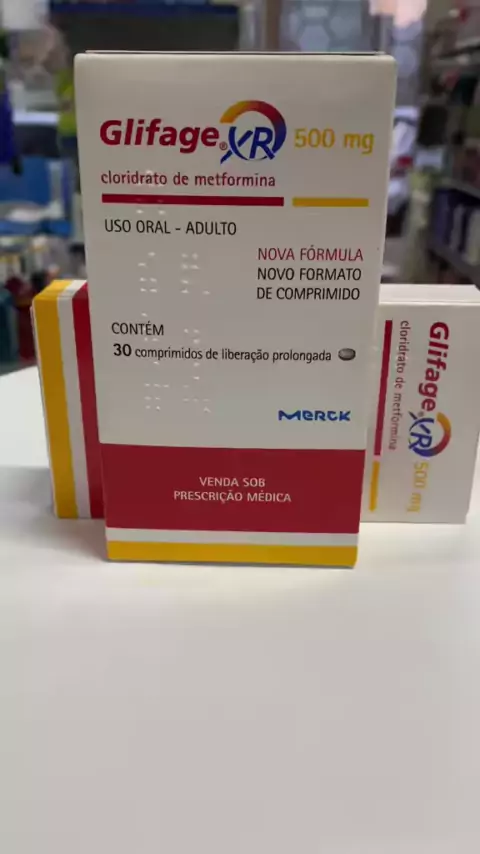 Glifage® XR 500 mg
cloridrato de metformina
USO ORAL - ADULTO
NOVA FÓRMULA
NOVO FORMATO
DE COMPRIMIDO
CONTÉM
30 comprimidos de liberação prolongada
MERCK
VENDA SOB
PRESCRIÇÃO MÉDICA
Glifage® XR 500 mg
cloridrato de metformina